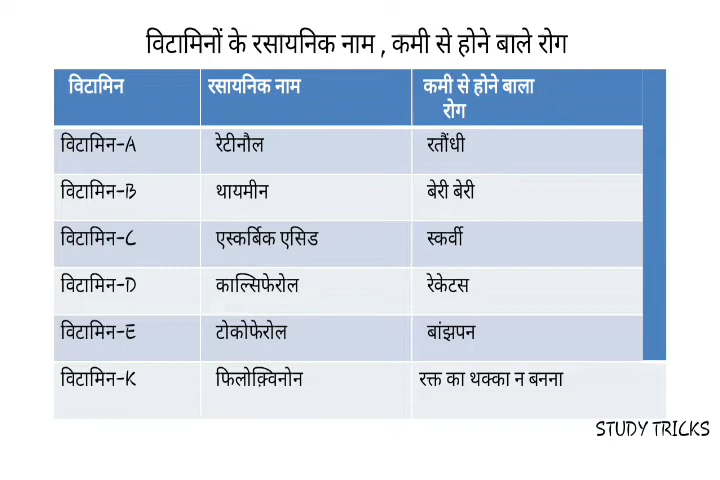 विटामिनों के रसायनिक नाम , कमी से होने बाले रोग
विटामिन रसायनिक नाम कमी से होने बाला
रोग
विटामिन-A रेटीनौल रतौंधी
विटामिन-B थायमीन बेरी बेरी
विटामिन-C एस्कर्बिक एसिड स्कर्वी
विटामिन-D काल्सिफेरोल रेकेटस
विटामिन-E टोकोफेरोल बांझपन
विटामिन-K फिलोक़्विनोन रक्त का थक्का न बनना
STUDY TRICKS